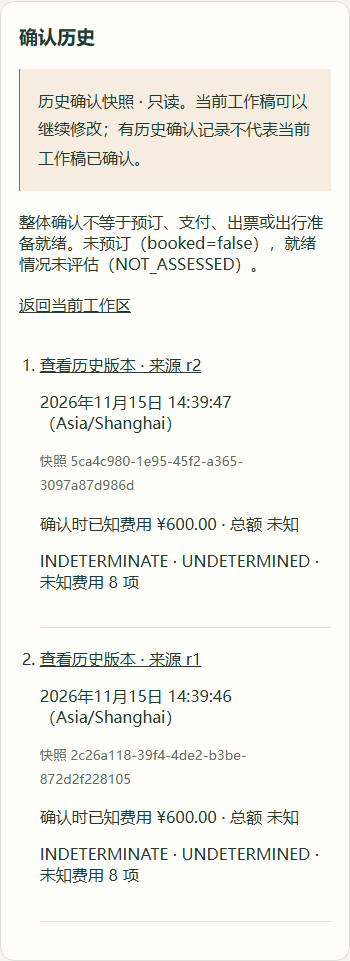 确认历史
历史确认快照 · 只读。当前工作稿可以
继续修改；有历史确认记录不代表当前
工作稿已确认。
整体确认不等于预订、支付、出票或出行准
备就绪。未预订（booked=false），就绪
情况未评估（NOT_ASSESSED）。
返回当前工作区
1. 查看历史版本 · 来源 r2
2026年11月15日 14:39:47
（Asia/Shanghai）
快照 5ca4c980-1e95-45f2-a365-
3097a87d986d
确认时已知费用 ¥600.00 · 总额 未知
INDETERMINATE · UNDETERMINED ·
未知费用 8 项
2. 查看历史版本 · 来源 r1
2026年11月15日 14:39:46
（Asia/Shanghai）
快照 2c26a118-39f4-4de2-b3be-
872d2f228105
确认时已知费用 ¥600.00 · 总额 未知
INDETERMINATE · UNDETERMINED ·
未知费用 8 项